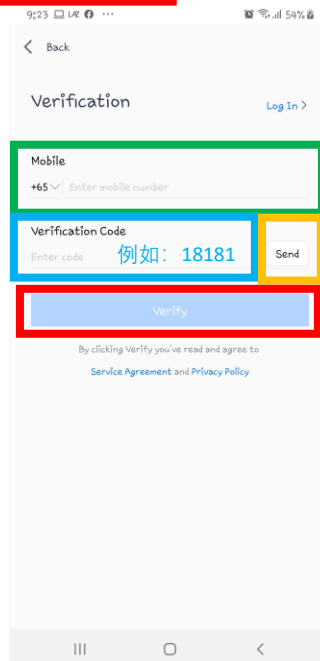 9:23 54%
Back
Verification
Log In >
Mobile
+65 Enter mobile number
Verification Code
Enter code 例如：18181 Send
Verify
By clicking Verify you've read and agree to
Service Agreement and Privacy Policy